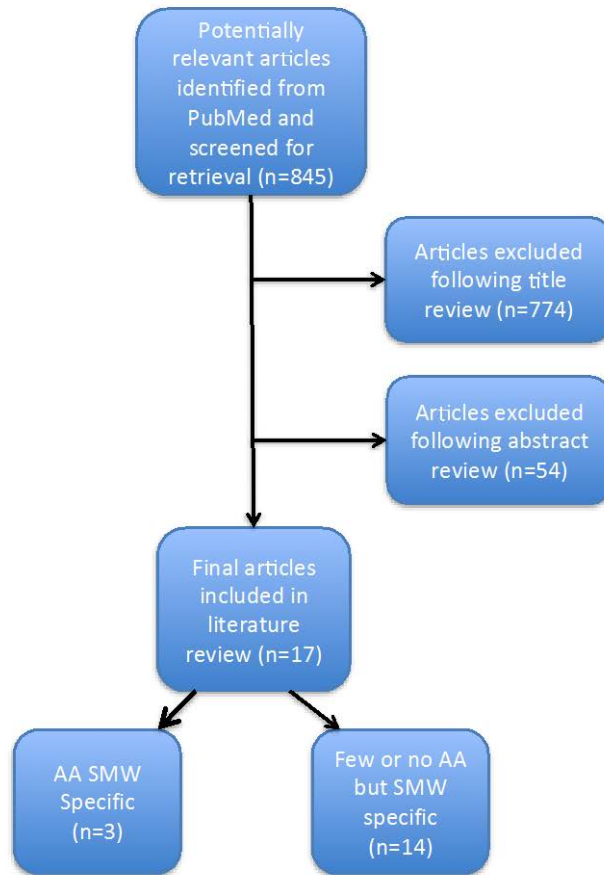 Potentially
relevant articles
identified from
PubMed and
screened for
retrieval (n=845)
Articles excluded
following title
review (n=774)
Articles excluded
following abstract
review (n=54)
Final articles
included in
literature
review (n=17)
AA SMW
Specific
(n=3)
Few or no AA
but SMW
specific
(n=14)